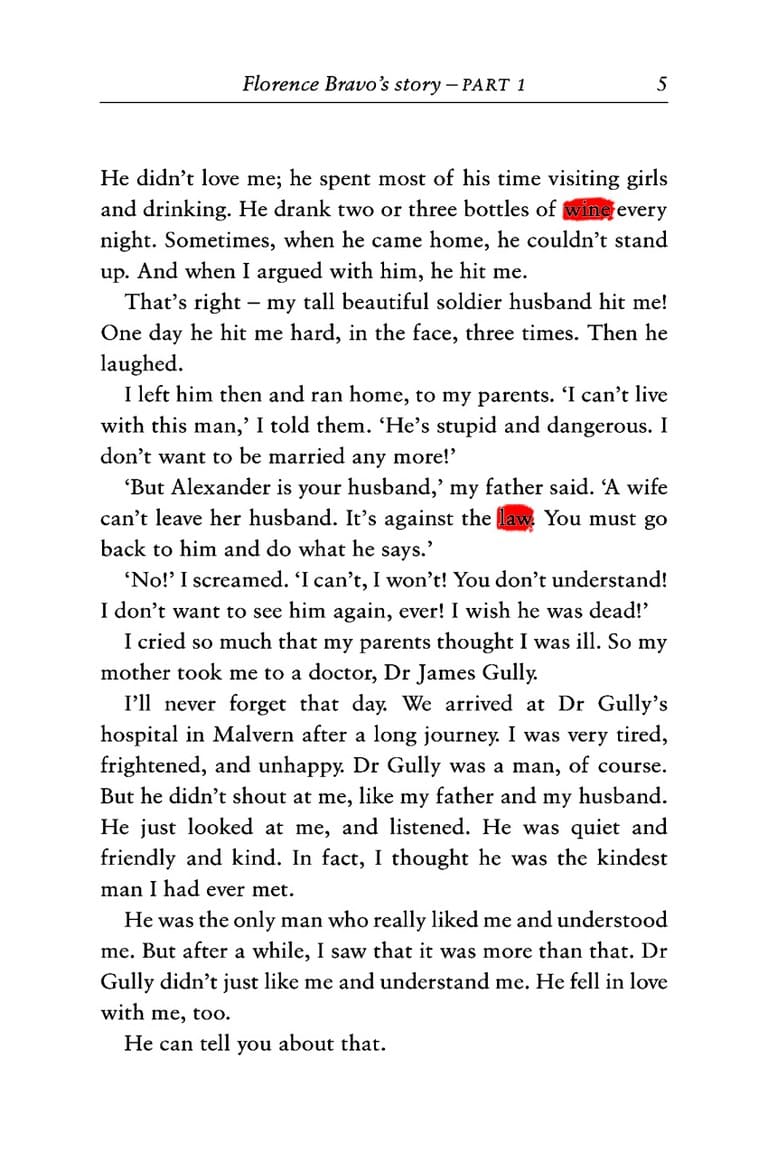 Florence Bravo’s story – PART 1 5
He didn’t love me; he spent most of his time visiting girls
and drinking. He drank two or three bottles of wine every
night. Sometimes, when he came home, he couldn’t stand
up. And when I argued with him, he hit me.
That’s right – my tall beautiful soldier husband hit me!
One day he hit me hard, in the face, three times. Then he
laughed.
I left him then and ran home, to my parents. ‘I can’t live
with this man,’ I told them. ‘He’s stupid and dangerous. I
don’t want to be married any more!’
‘But Alexander is your husband,’ my father said. ‘A wife
can’t leave her husband. It’s against the law. You must go
back to him and do what he says.’
‘No!’ I screamed. ‘I can’t, I won’t! You don’t understand!
I don’t want to see him again, ever! I wish he was dead!’
I cried so much that my parents thought I was ill. So my
mother took me to a doctor, Dr James Gully.
I’ll never forget that day. We arrived at Dr Gully’s
hospital in Malvern after a long journey. I was very tired,
frightened, and unhappy. Dr Gully was a man, of course.
But he didn’t shout at me, like my father and my husband.
He just looked at me, and listened. He was quiet and
friendly and kind. In fact, I thought he was the kindest
man I had ever met.
He was the only man who really liked me and understood
me. But after a while, I saw that it was more than that. Dr
Gully didn’t just like me and understand me. He fell in love
with me, too.
He can tell you about that.